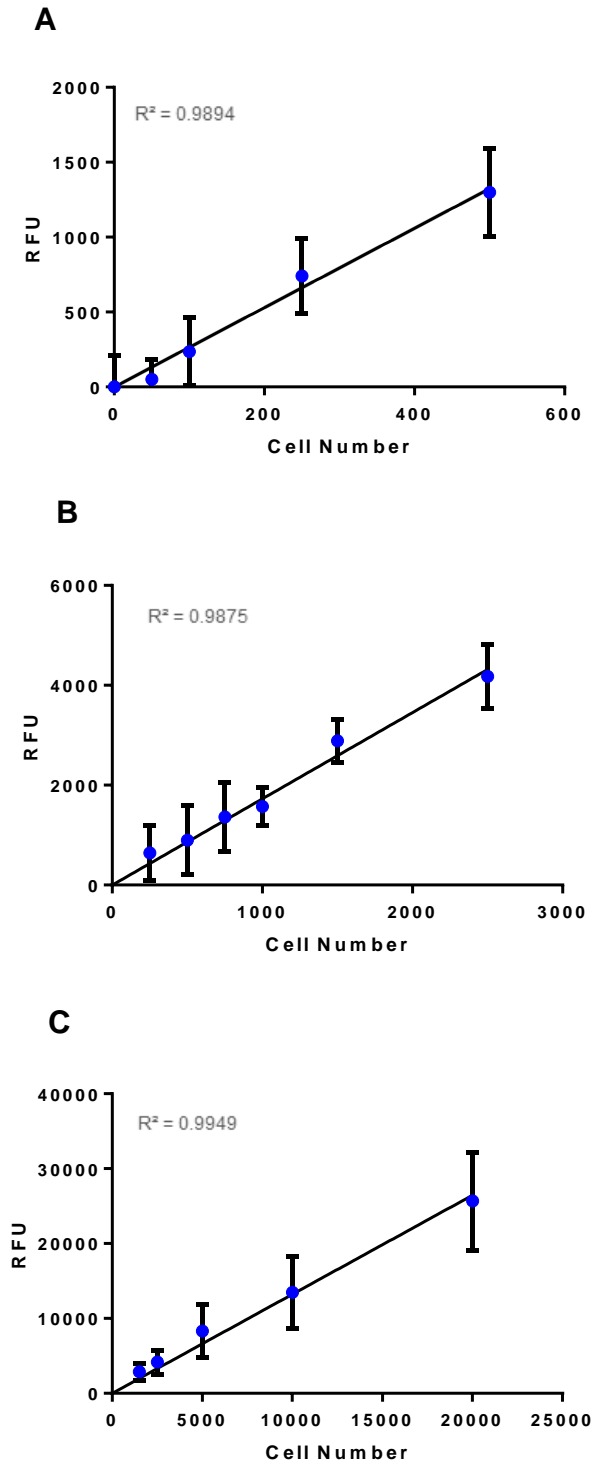 A
2000
R² = 0.9894
1500
1000
500
0
RFU
0 200 400 600
Cell Number
B
6000
R² = 0.9875
4000
2000
0
RFU
0 1000 2000 3000
Cell Number
C
40000
R² = 0.9949
30000
20000
10000
0
RFU
0 5000 10000 15000 20000 25000
Cell Number